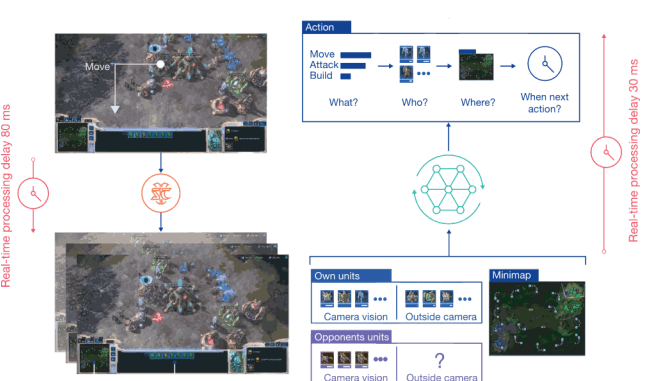 Action
Move
Attack
Build
What?
Who?
Where?
When next
action?
Move
Real-time processing delay 80 ms
Real-time processing delay 30 ms
Own units
Camera vision
Outside camera
Minimap
Opponents units
?
Camera vision
Outside camera